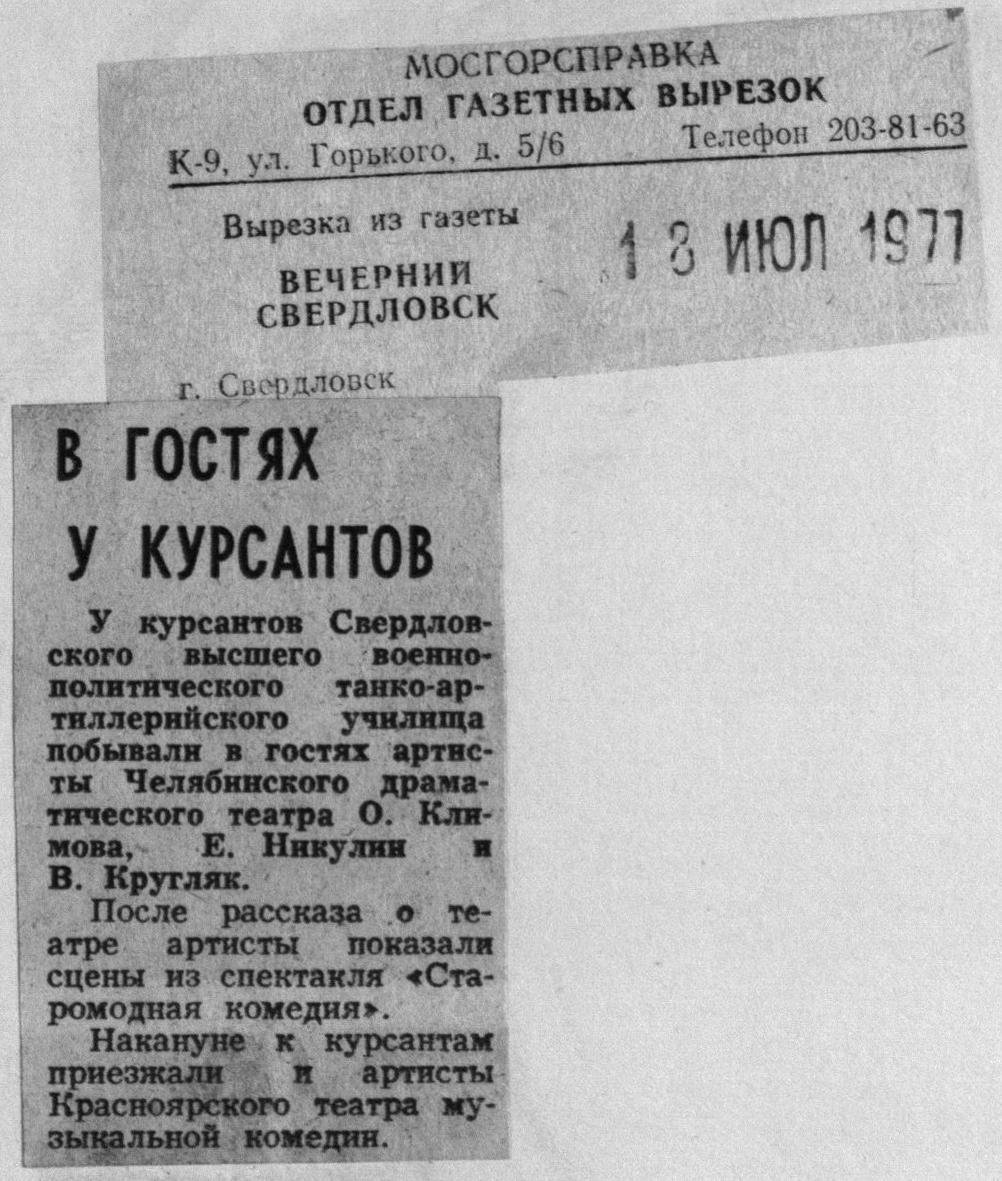 МОСГОРСПРАВКА
ОТДЕЛ ГАЗЕТНЫХ ВЫРЕЗОК
К-9, ул. Горького, д. 5/6 Телефон 203-81-63
Вырезка из газеты
ВЕЧЕРНИЙ
СВЕРДЛОВСК
18 ИЮЛ 1977
г. Свердловск
В ГОСТЯХ
У КУРСАНТОВ
У курсантов Свердлов-
ского высшего военно-
политического танко-ар-
тиллерийского училища
побывали в гостях артис-
ты Челябинского драма-
тического театра О. Кли-
мова, Е. Никулин и
В. Кругляк.
После рассказа о те-
атре артисты показали
сцены из спектакля «Ста-
ромодная комедия».
Накануне к курсантам
приезжали и артисты
Красноярского театра му-
зыкальной комедии.